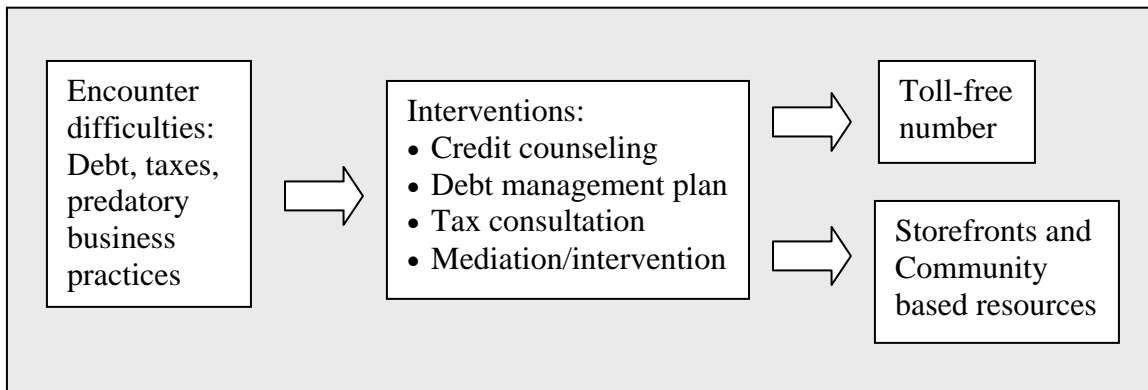 Encounter
difficulties:
Debt, taxes,
predatory
business
practices
Interventions:
• Credit counseling
• Debt management plan
• Tax consultation
• Mediation/intervention
Toll-free
number
Storefronts and
Community
based resources